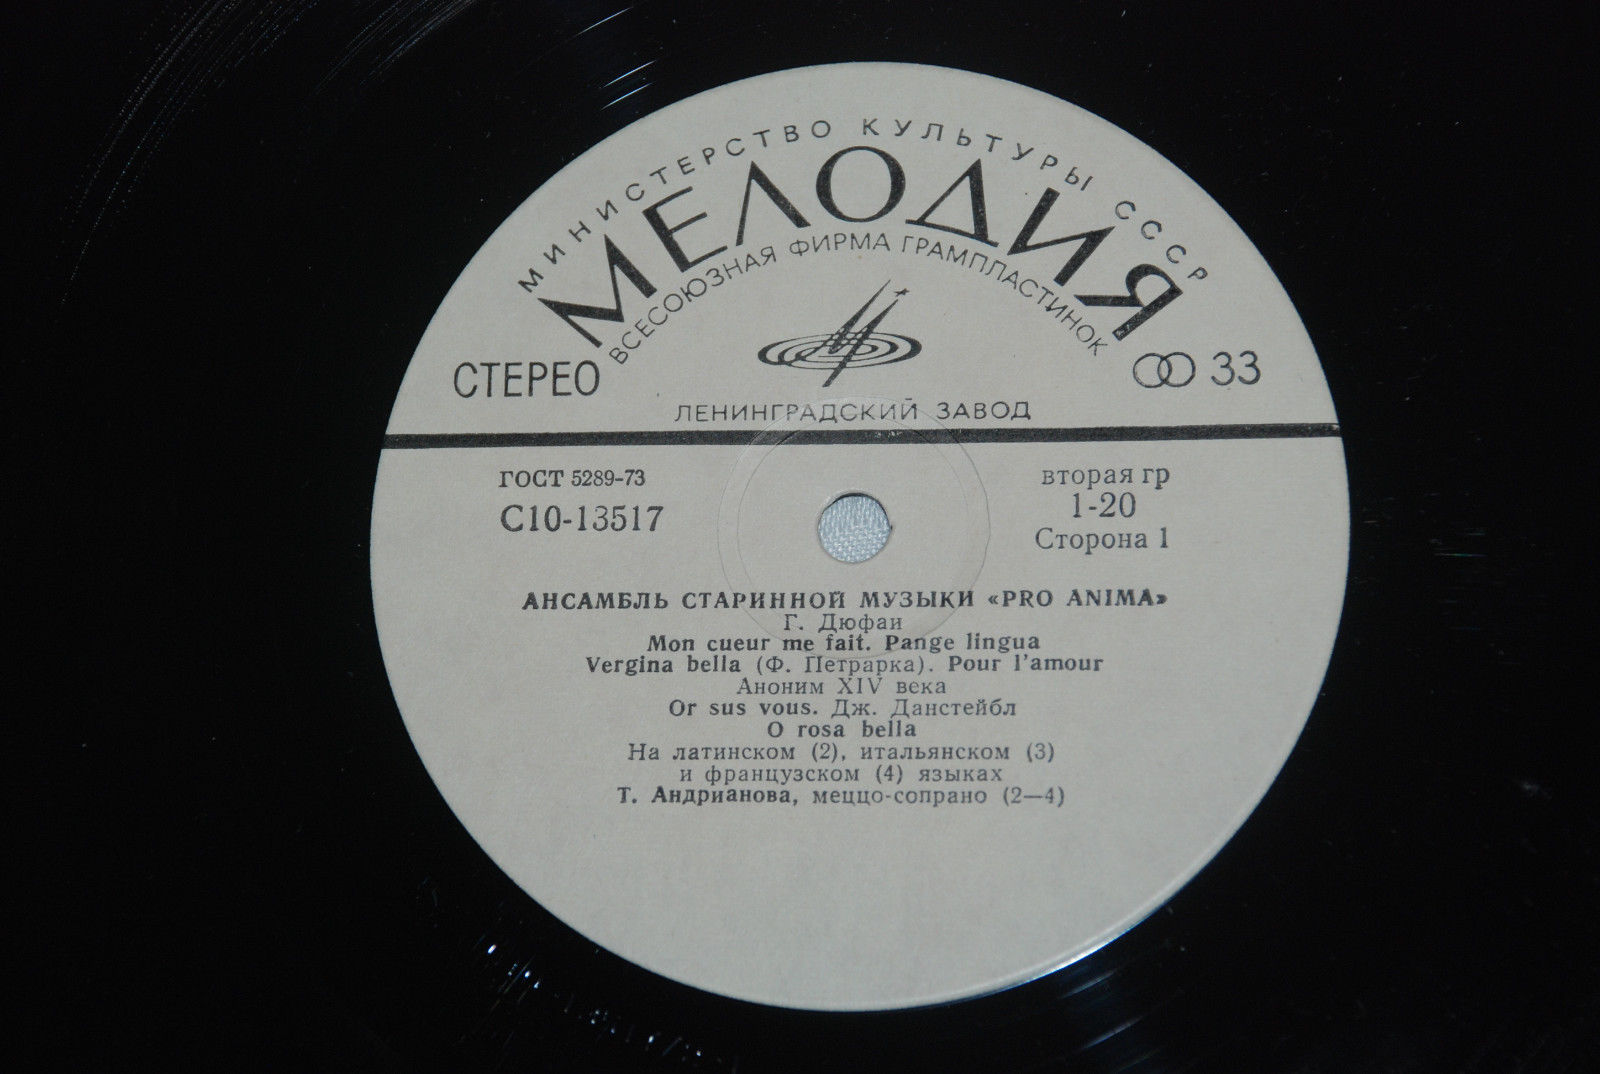 МИНИСТЕРСТВО КУЛЬТУРЫ СССР
МЕЛОДИЯ
ВСЕСОЮЗНАЯ ФИРМА ГРАМПЛАСТИНОК
СТЕРЕО
33
ЛЕНИНГРАДСКИЙ ЗАВОД
ГОСТ 5289-73
С10-13517
вторая гр
1-20
Сторона 1
АНСАМБЛЬ СТАРИННОЙ МУЗЫКИ «PRO ANIMA»
Г. Дюфаи
Mon cueur me fait. Pange lingua
Vergina bella (Ф. Петрарка). Pour l'amour
Аноним XIV века
Or sus vous. Дж. Данстейбл
O rosa bella
На латинском (2), итальянском (3)
и французском (4) языках
Т. Андрианова, меццо-сопрано (2—4)